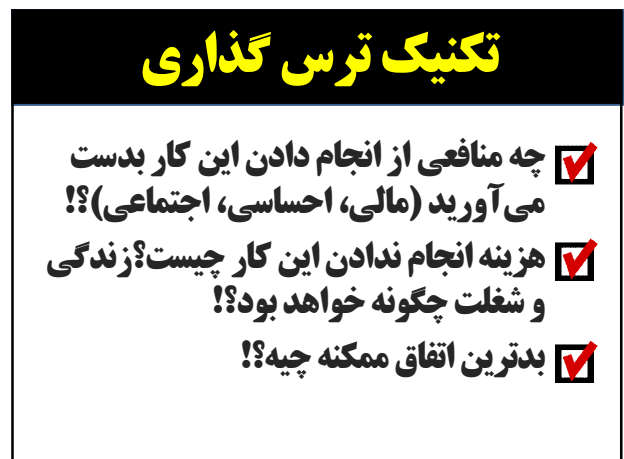 تکنیک ترس گذاری
چه منافعی از انجام دادن این کار بدست
می‌آورید (مالی، احساسی، اجتماعی)؟!
هزینه انجام ندادن این کار چیست؟زندگی
و شغلت چگونه خواهد بود؟!
بدترین اتفاق ممکنه چیه؟!